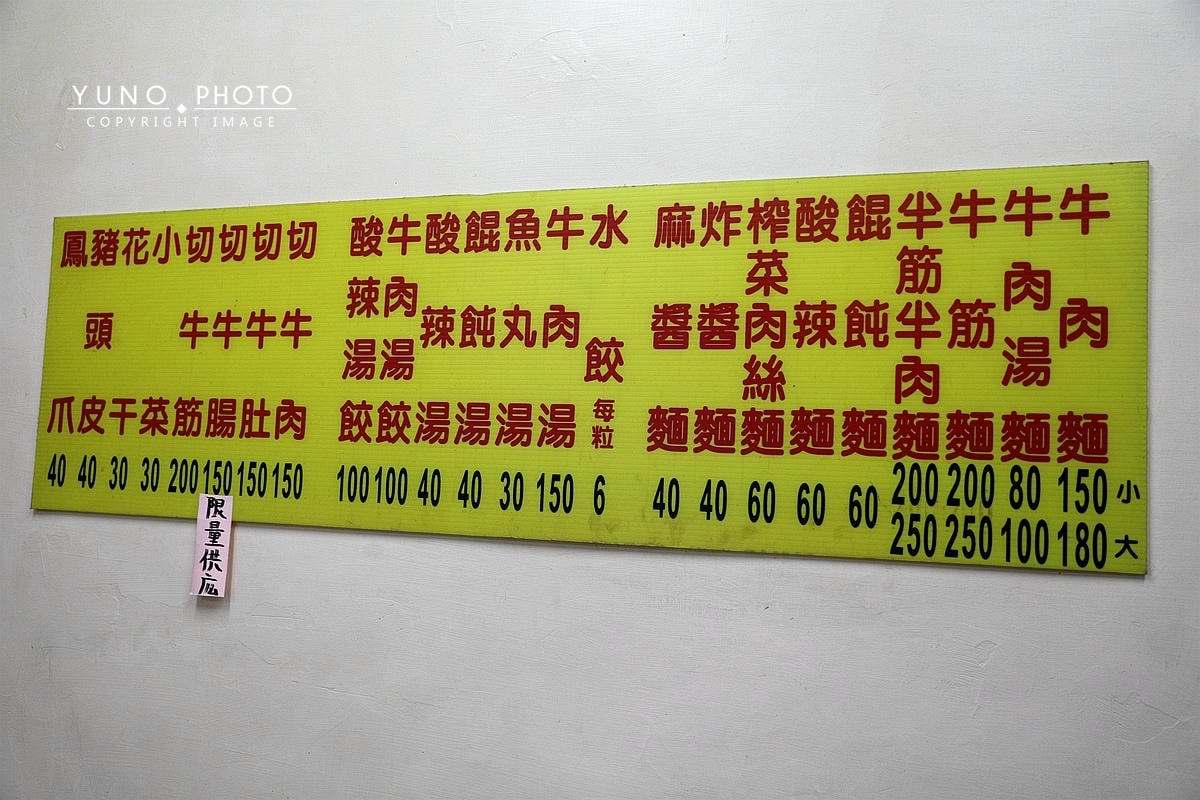 YUNO PHOTO
COPYRIGHT IMAGE
小
大
牛肉麵 150 180
牛肉湯麵 80 100
牛筋麵 200 250
半筋半肉麵 200 250
餛飩麵 60
酸辣麵 60
榨菜肉絲麵 60
炸醬麵 40
麻醬麵 40
水餃每粒 6
牛肉湯 150
魚丸湯 30
餛飩湯 40
酸辣湯 40
牛肉湯餃 100
酸辣湯餃 100
切牛肉 150
切牛肚 150
切牛腸 150
切牛筋 200
小菜 30
花干 30
豬頭皮 40
鳳爪 40
限量供应